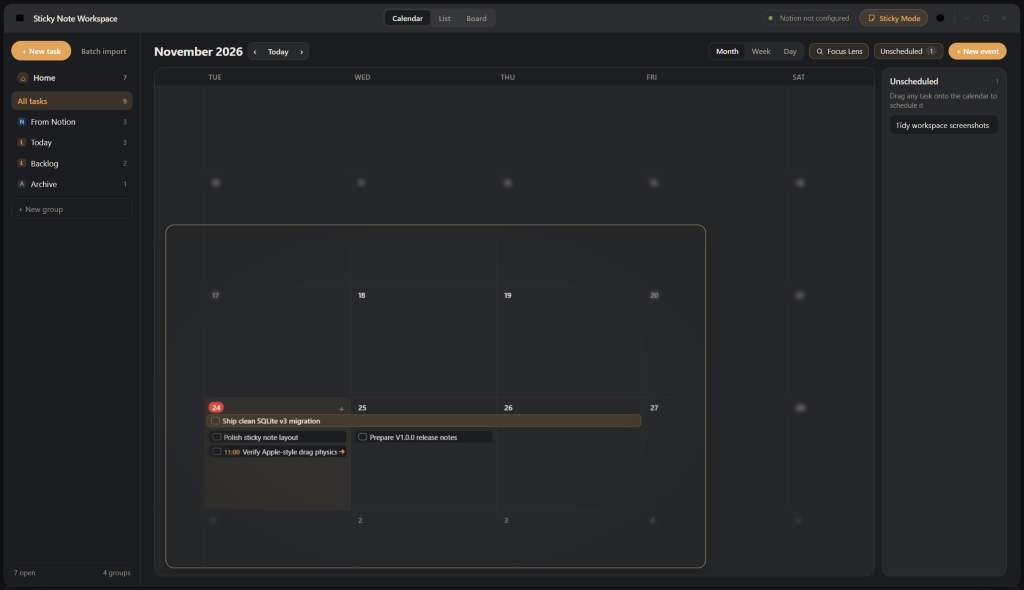 Sticky Note Workspace
Calendar
List
Board
Notion not configured
Sticky Mode
+ New task
Batch import
Home 7
All tasks 9
N From Notion 3
Today 3
Backlog 2
A Archive 1
+ New group
7 open
4 groups
November 2026
‹ Today ›
Month
Week
Day
Focus Lens
Unscheduled 1
+ New event
TUE WED THU FRI SAT
17 18 19 20
24 + 25 26 27
Ship clean SQLite v3 migration
Polish sticky note layout
Prepare V1.0.0 release notes
11:00 Verify Apple-style drag physics →
2 3
Unscheduled 1
Drag any task onto the calendar to
schedule it
Tidy workspace screenshots